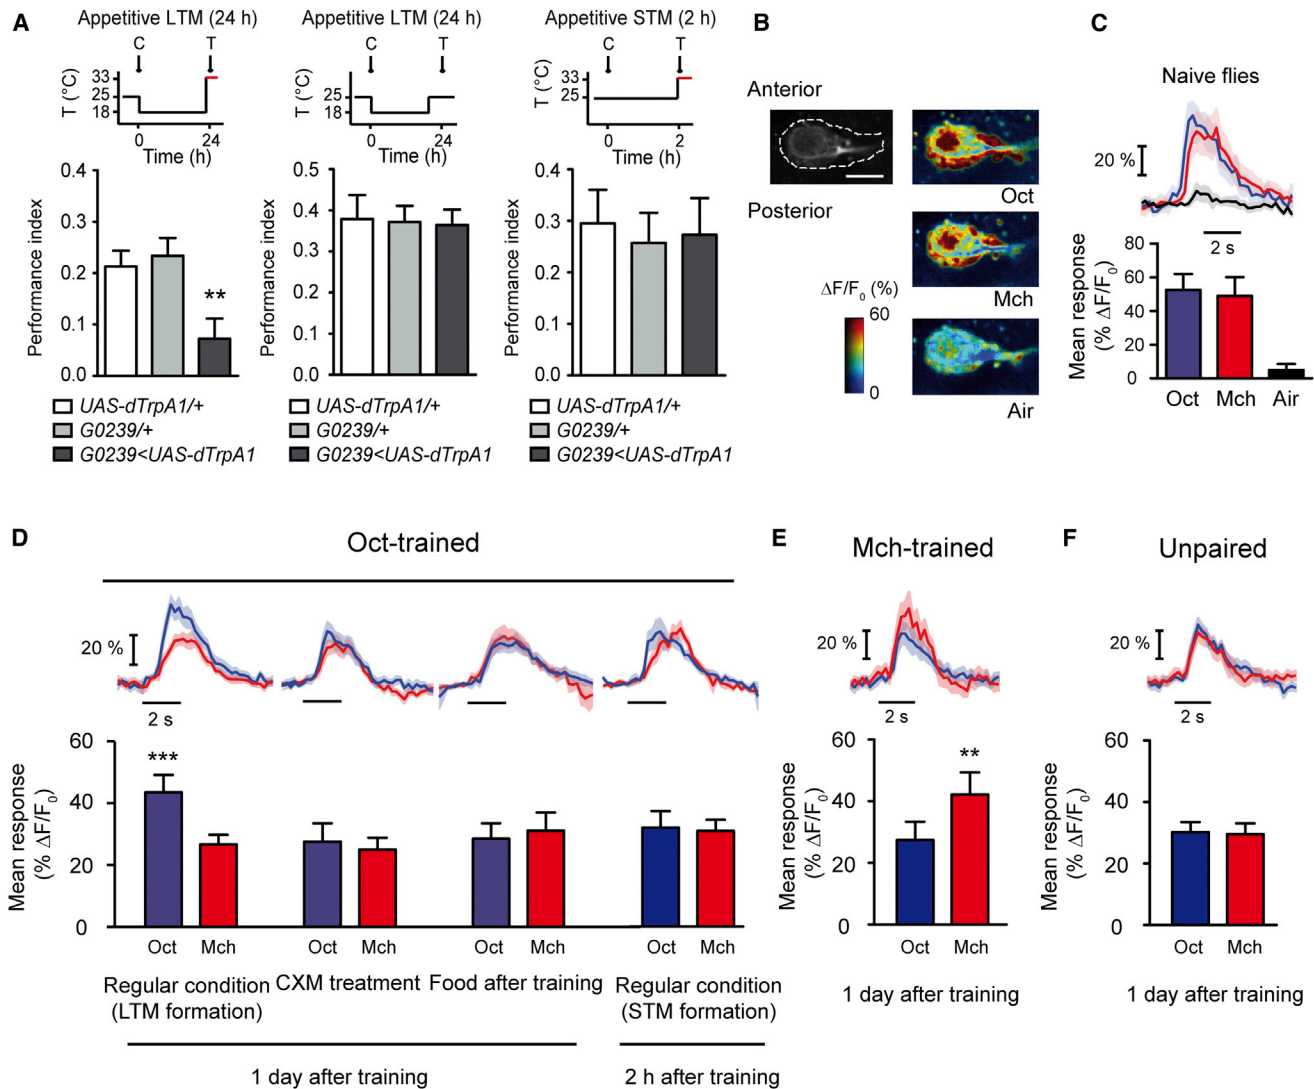 A
Appetitive LTM (24 h)
C T
T (°C)
33
25
18
0 24
Time (h)
Performance index
0.4
0.3
0.2
0.1
0.0
**
UAS-dTrpA1/+
G0239/+
G0239<UAS-dTrpA1
Appetitive LTM (24 h)
C T
T (°C)
25
18
0 24
Time (h)
Performance index
0.5
0.4
0.3
0.2
0.1
0.0
UAS-dTrpA1/+
G0239/+
G0239<UAS-dTrpA1
Appetitive STM (2 h)
C T
T (°C)
33
25
0 2
Time (h)
Performance index
0.4
0.3
0.2
0.1
0.0
UAS-dTrpA1/+
G0239/+
G0239<UAS-dTrpA1
B
Anterior
Oct
Posterior
Mch
ΔF/F0 (%)
60
0
Air
C
Naive flies
20 %
2 s
Mean response
(% ΔF/F0)
80
60
40
20
0
Oct Mch Air
D
Oct-trained
20 %
2 s
Mean response
(% ΔF/F0)
60
40
20
0
***
Oct Mch Oct Mch Oct Mch Oct Mch
Regular condition
(LTM formation)
CXM treatment
Food after training
Regular condition
(STM formation)
1 day after training
2 h after training
E
Mch-trained
20 %
2 s
Mean response
(% ΔF/F0)
60
40
20
0
**
Oct Mch
1 day after training
F
Unpaired
20 %
2 s
Mean response
(% ΔF/F0)
60
40
20
0
Oct Mch
1 day after training